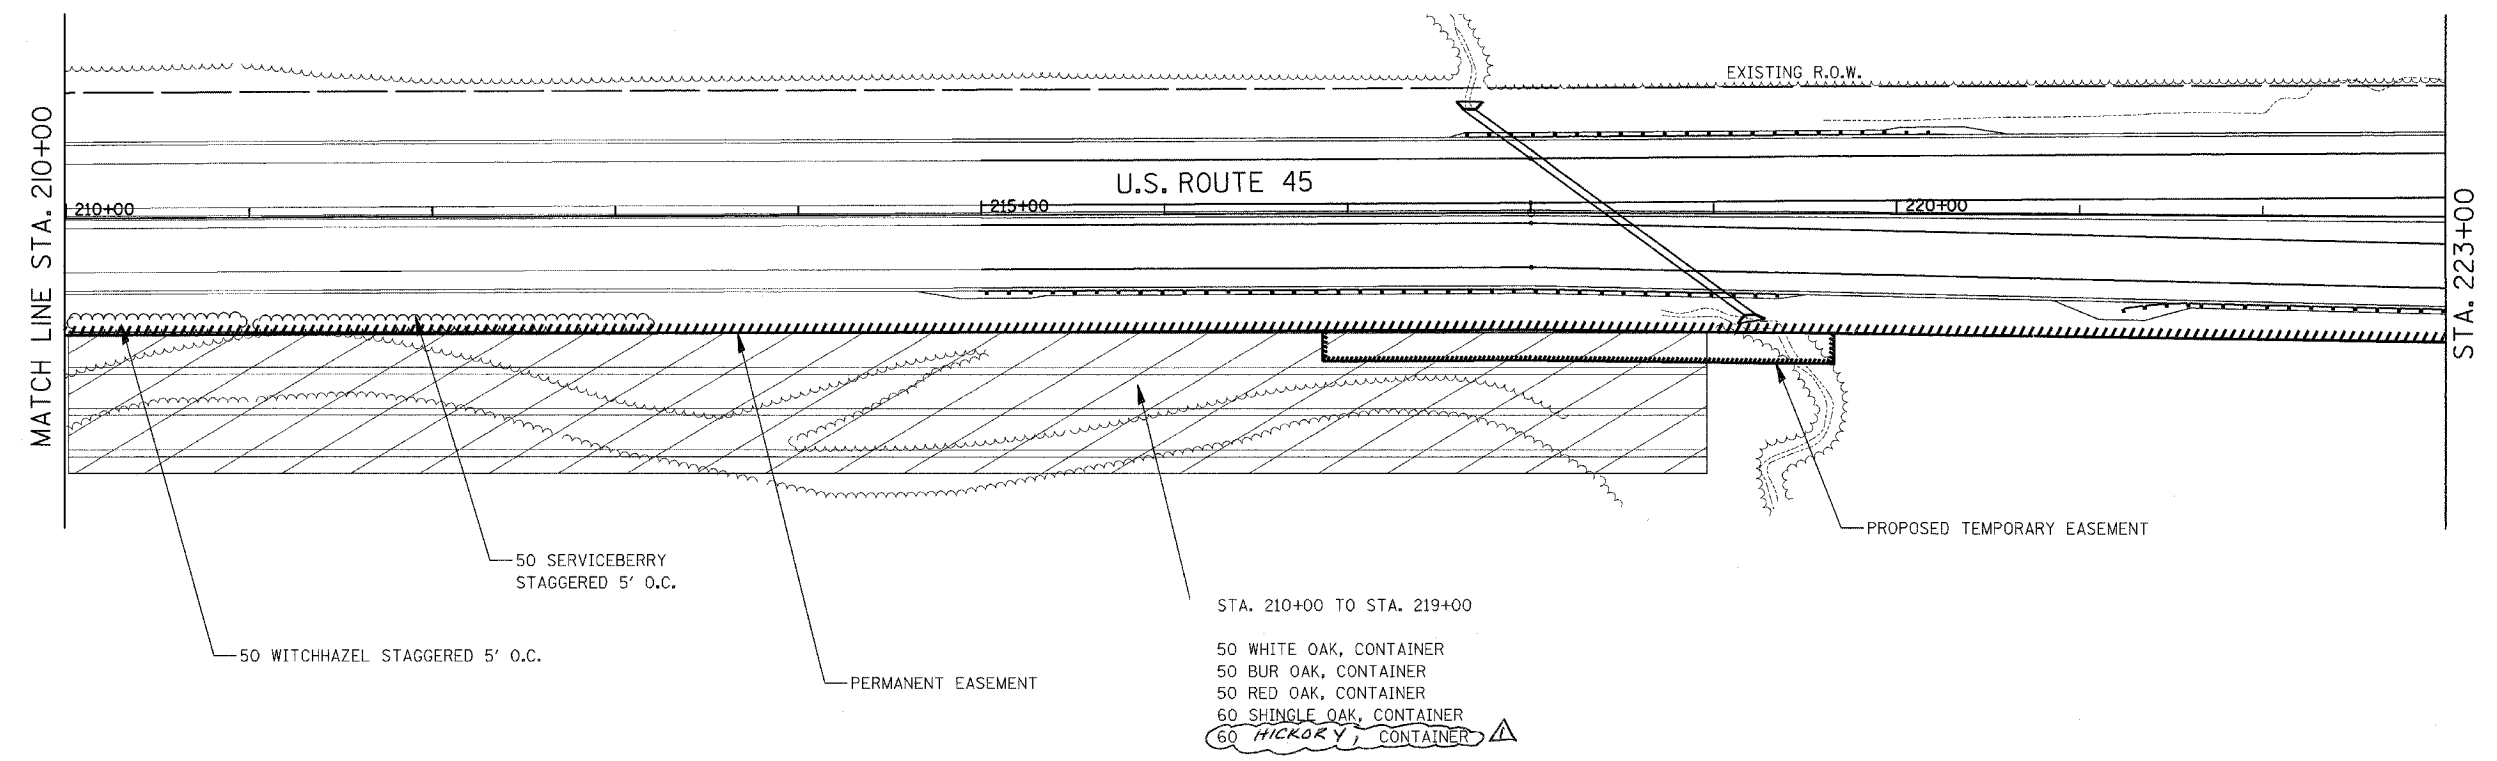 EXISTING R.O.W.
MATCH LINE STA. 210+00
U.S. ROUTE 45
210+00
215+00
220+00
STA. 223+00
PROPOSED TEMPORARY EASEMENT
50 SERVICEBERRY
STAGGERED 5' O.C.
STA. 210+00 TO STA. 219+00
50 WITCHHAZEL STAGGERED 5' O.C.
PERMANENT EASEMENT
50 WHITE OAK, CONTAINER
50 BUR OAK, CONTAINER
50 RED OAK, CONTAINER
60 SHINGLE OAK, CONTAINER
60 HICKORY, CONTAINER 1